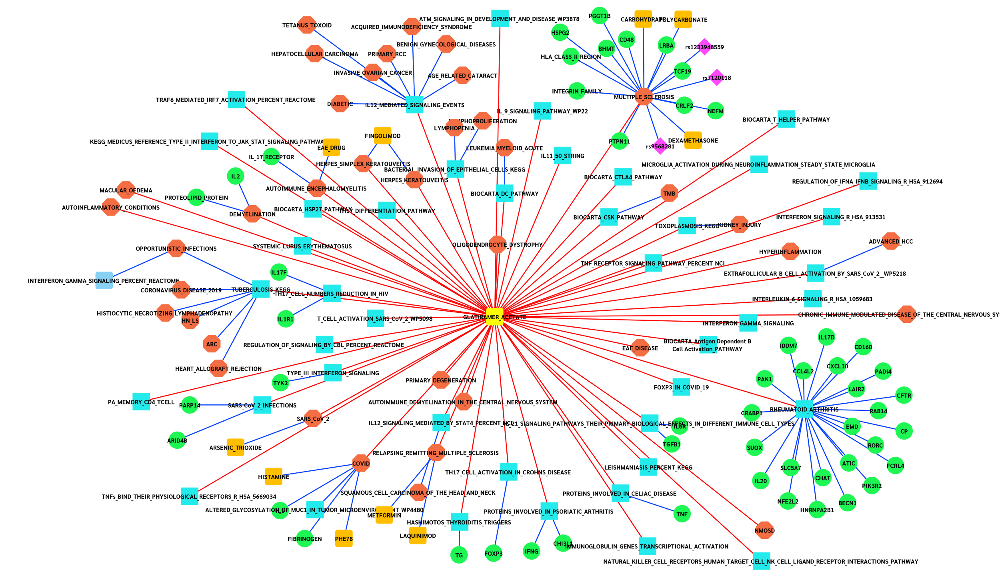 PGGT1B
ATM_SIGNALING_IN_DEVELOPMENT_AND_DISEASE_WP3878
CARBOHYDRATE
POLYCARBONATE
TETANUS_TOXOID
ACQUIRED_IMMUNODEFICIENCY_SYNDROME
HSPG2
CD48
BENIGN_GYNECOLOGICAL_DISEASES
LRBA
rs1233948559
BHMT
HEPATOCELLULAR_CARCINOMA
PRIMARY_RCC
HLA_CLASS_II_REGION
TCF19
INVASIVE_OVARIAN_CANCER
AGE_RELATED_CATARACT
rs7120118
INTEGRIN_FAMILY
MULTIPLE_SCLEROSIS
TRAF6_MEDIATED_IRF7_ACTIVATION_PERCENT_REACTOME
DIABETIC
IL12_MEDIATED_SIGNALING_EVENTS
CRLF2
NEFM
IL_9_SIGNALING_PATHWAY_WP22
BIOCARTA_T_HELPER_PATHWAY
LYMPHOPROLIFERATION
LYMPHOPENIA
FINGOLIMOD
KEGG_MEDICUS_REFERENCE_TYPE_II_INTERFERON_TO_JAK_STAT_SIGNALING_PATHWAY
PTPN11
DEXAMETHASONE
rs9568281
EAE_DRUG
LEUKEMIA_MYELOID_ACUTE
IL_17_RECEPTOR
IL11_50_STRING
HERPES_SIMPLEX_KERATOUVEITIS
MICROGLIA_ACTIVATION_DURING_NEUROINFLAMMATION_STEADY_STATE_MICROGLIA
BACTERIAL_INVASION_OF_EPITHELIAL_CELLS_KEGG
IL2
BIOCARTA_CTLA4_PATHWAY
HERPES_KERATOUVEITIS
REGULATION_OF_IFNA_IFNB_SIGNALING_R_HSA_912694
AUTOIMMUNE_ENCEPHALOMYELITIS
MACULAR_OEDEMA
BIOCARTA_DC_PATHWAY
TMB
PROTEOLIPID_PROTEIN
AUTOINFLAMMATORY_CONDITIONS
BIOCARTA_HSP27_PATHWAY
TH17_DIFFERENTIATION_PATHWAY
DEMYELINATION
BIOCARTA_CSK_PATHWAY
INTERFERON_SIGNALING_R_HSA_913531
TOXOPLASMOSIS_KEGG
KIDNEY_INJURY
ADVANCED_HCC
OLIGODENDROCYTE_DYSTROPHY
SYSTEMIC_LUPUS_ERYTHEMATOSUS
OPPORTUNISTIC_INFECTIONS
HYPERINFLAMMATION
TNF_RECEPTOR_SIGNALING_PATHWAY_PERCENT_NCI
IL17F
EXTRAFOLLICULAR_B_CELL_ACTIVATION_BY_SARS_CoV_2__WP5218
INTERFERON_GAMMA_SIGNALING_PERCENT_REACTOME
CORONAVIRUS_DISEASE_2019
TUBERCULOSIS_KEGG
TH17_CELL_NUMBERS_REDUCTION_IN_HIV
INTERLEUKIN_6_SIGNALING_R_HSA_1059683
HISTIOCYTIC_NECROTIZING_LYMPHADENOPATHY
CHRONIC_IMMUNE_MODULATED_DISEASE_OF_THE_CENTRAL_NERVOUS_SYS
GLATIRAMER_ACETATE
HN_LS
IL1R1
T_CELL_ACTIVATION_SARS_CoV_2_WP5098
INTERFERON_GAMMA_SIGNALING
ARC
REGULATION_OF_SIGNALING_BY_CBL_PERCENT_REACTOME
IL17D
BIOCARTA_Antigen Dependent B
Cell Activation_PATHWAY
EAE_DISEASE
IDDM7
CD160
HEART_ALLOGRAFT_REJECTION
CXCL10
CCL4L2
PADI4
TYPE_III_INTERFERON_SIGNALING
PAK1
PRIMARY_DEGENERATION
TYK2
FOXP3_IN_COVID_19
LAIR2
CFTR
PA_MEMORY_CD4_TCELL
AUTOIMMUNE_DEMYELINATION_IN_THE_CENTRAL_NERVOUS_SYSTEM
PARP14
SARS_CoV_2_INFECTIONS
RHEUMATOID_ARTHRITIS
RAB14
CRABP1
SARS_CoV_2
IL12_SIGNALING_MEDIATED_BY_STAT4_PERCENT_NCI
IL_21_SIGNALING_PATHWAYS_THEIR_PRIMARY_BIOLOGICAL_EFFECTS_IN_DIFFERENT_IMMUNE_CELL_TYPES
IL6R
EMD
CP
ARID4B
TGFB1
ARSENIC_TRIOXIDE
SUOX
RORC
RELAPSING_REMITTING_MULTIPLE_SCLEROSIS
COVID
LEISHMANIASIS_PERCENT_KEGG
SLC5A7
ATIC
FCRL4
TH17_CELL_ACTIVATION_IN_CROHNS_DISEASE
HISTAMINE
CHAT
IL20
PIK3R2
SQUAMOUS_CELL_CARCINOMA_OF_THE_HEAD_AND_NECK
PROTEINS_INVOLVED_IN_CELIAC_DISEASE
TNFs_BIND_THEIR_PHYSIOLOGICAL_RECEPTORS_R_HSA_5669034
NFE2L2
BECN1
IL1
ALTERED_GLYCOSYLATION_OF_MUC1_IN_TUMOR_MICROENVIRONMENT_WP4480
HNRNPA2B1
PROTEINS_INVOLVED_IN_PSORIATIC_ARTHRITIS
TNF
METFORMIN
HASHIMOTOS_THYROIDITIS_TRIGGERS
NMOSD
LAQUINIMOD
FIBRINOGEN
PHE78
CHI3L1
IMMUNOGLOBULIN_GENES_TRANSCRIPTIONAL_ACTIVATION
IFNG
FOXP3
TG
NATURAL_KILLER_CELL_RECEPTORS_HUMAN_TARGET_CELL_NK_CELL_LIGAND_RECEPTOR_INTERACTIONS_PATHWAY